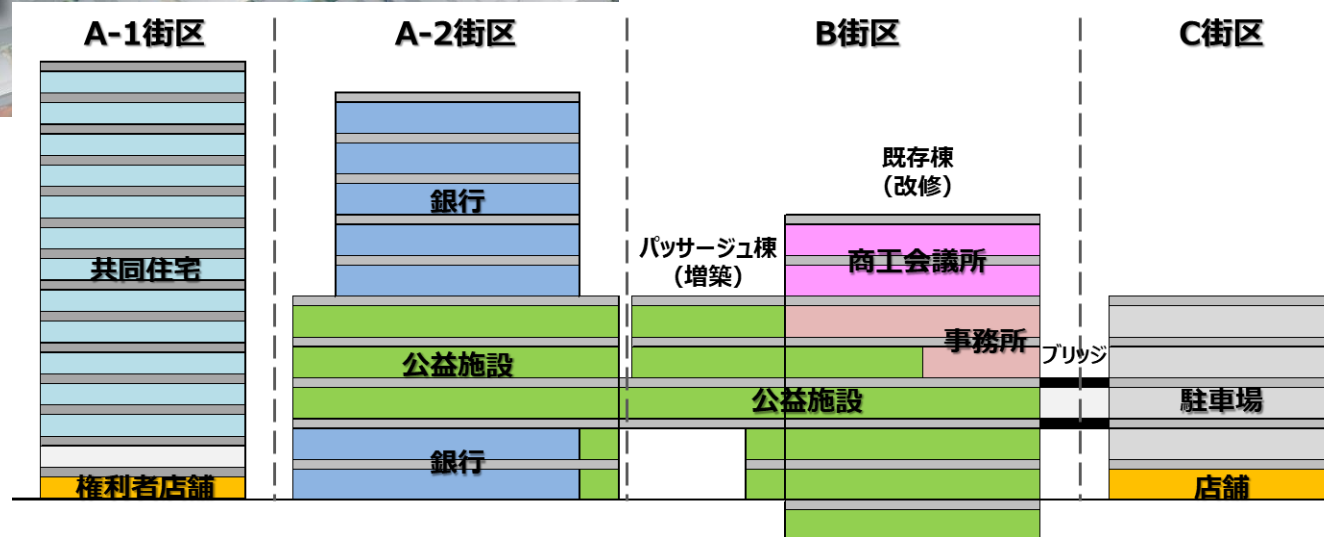 A-1街区
A-2街区
B街区
C街区
既存棟
(改修)
銀行
パッサージュ棟
(増築)
商工会議所
共同住宅
事務所
ブリッジ
公益施設
公益施設
駐車場
銀行
権利者店舗
店舗